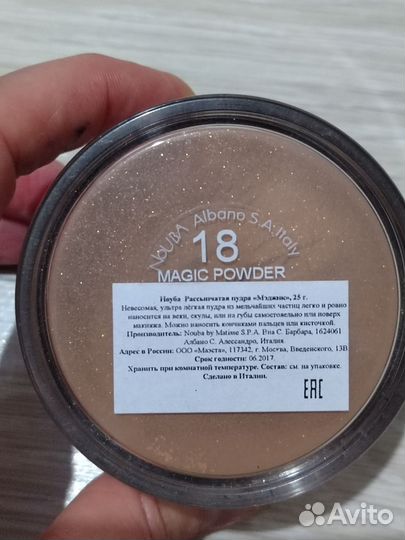 NOUBA Albano S.A. Italy
18
MAGIC POWDER
Ноуба Рассыпчатая пудра «Мэджик», 25 г.
Невесомая, ультра лёгкая пудра из мельчайших частиц легко и ровно
наносится на веки, скулы, или на губы самостоятельно или поверх
макияжа. Можно наносить кончиками пальцев или кисточкой.
Производитель: Nouba by Matisse S.P.A. Виа С. Барбара, 1624061
Албано С. Алессандро, Италия
Адрес в России: ООО «Маэста», 117342, г. Москва, Введенского, 13В
Срок годности: 06.2017.
Хранить при комнатной температуре. Состав: см. на упаковке.
Сделано в Италии.
EAC
Avito